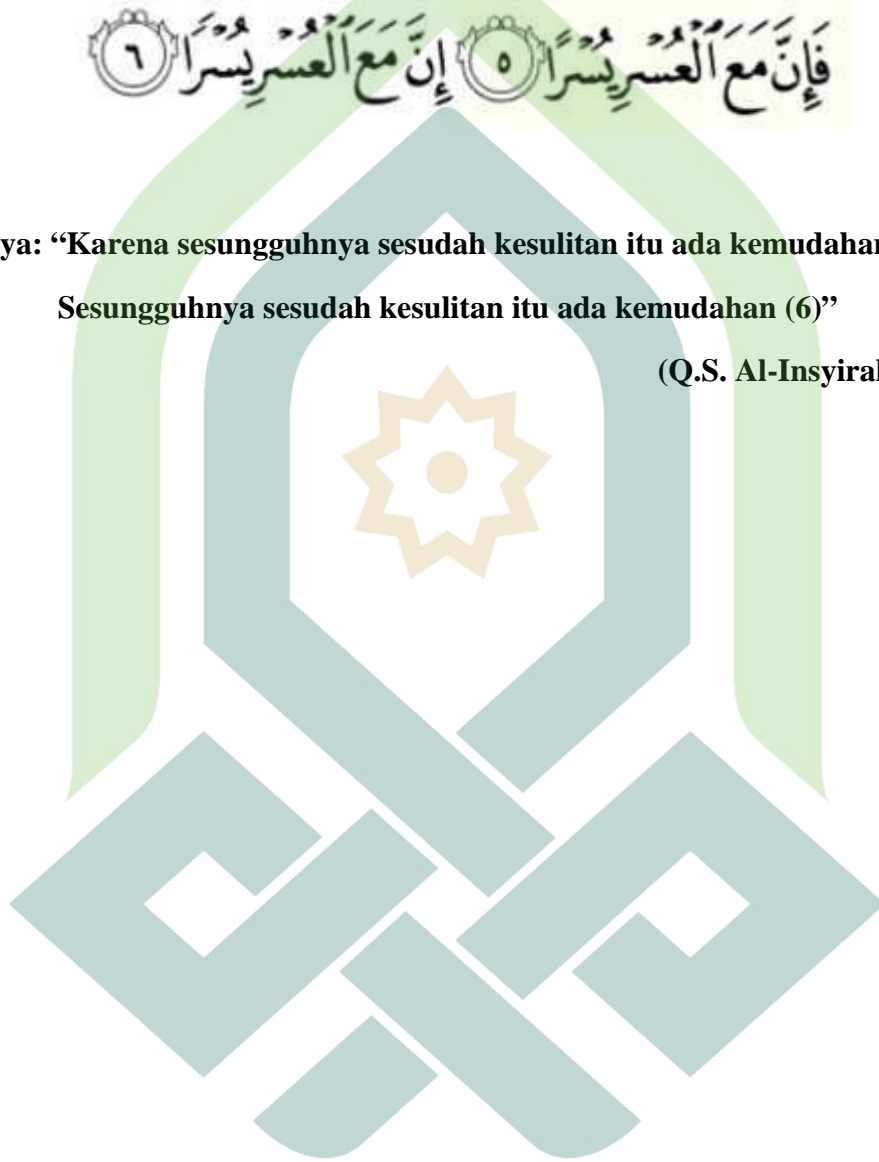 فَإِنَّ مَعَ ٱلْعُسْرِ يُسْرًا ٥ إِنَّ مَعَ ٱلْعُسْرِ يُسْرًا ٦
ya: “Karena sesungguhnya sesudah kesulitan itu ada kemudahan
Sesungguhnya sesudah kesulitan itu ada kemudahan (6)”
(Q.S. Al-Insyirah